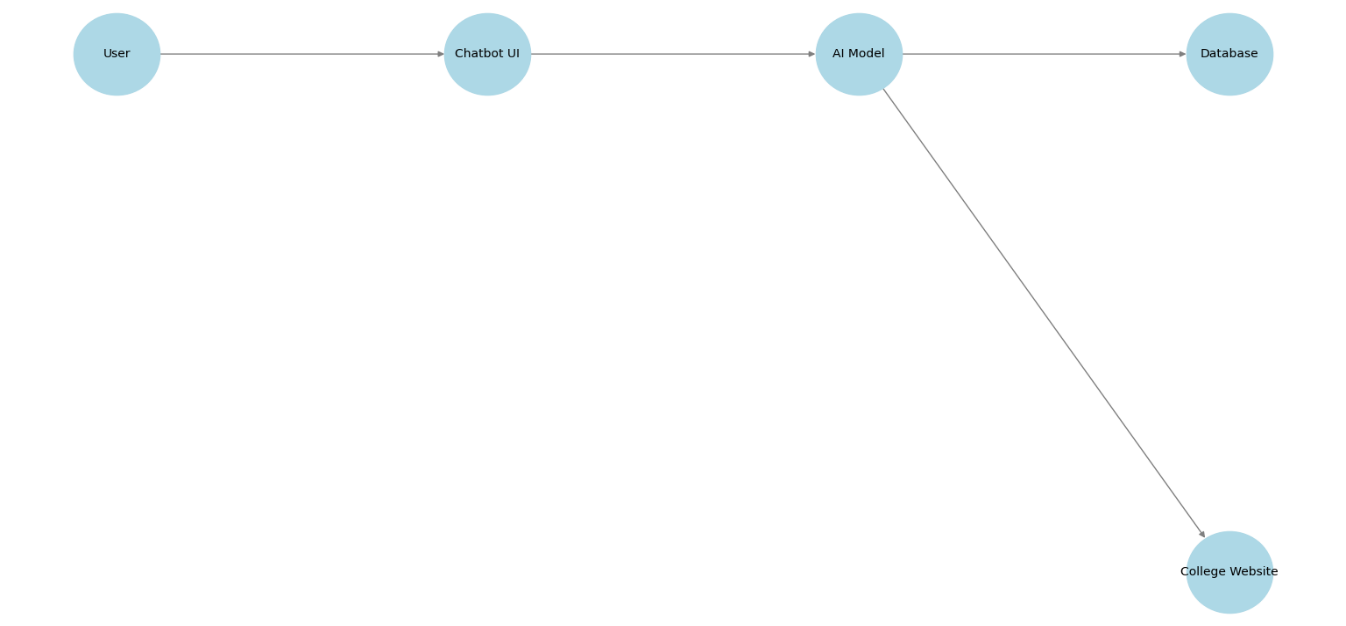 User
Chatbot UI
AI Model
Database
College Website